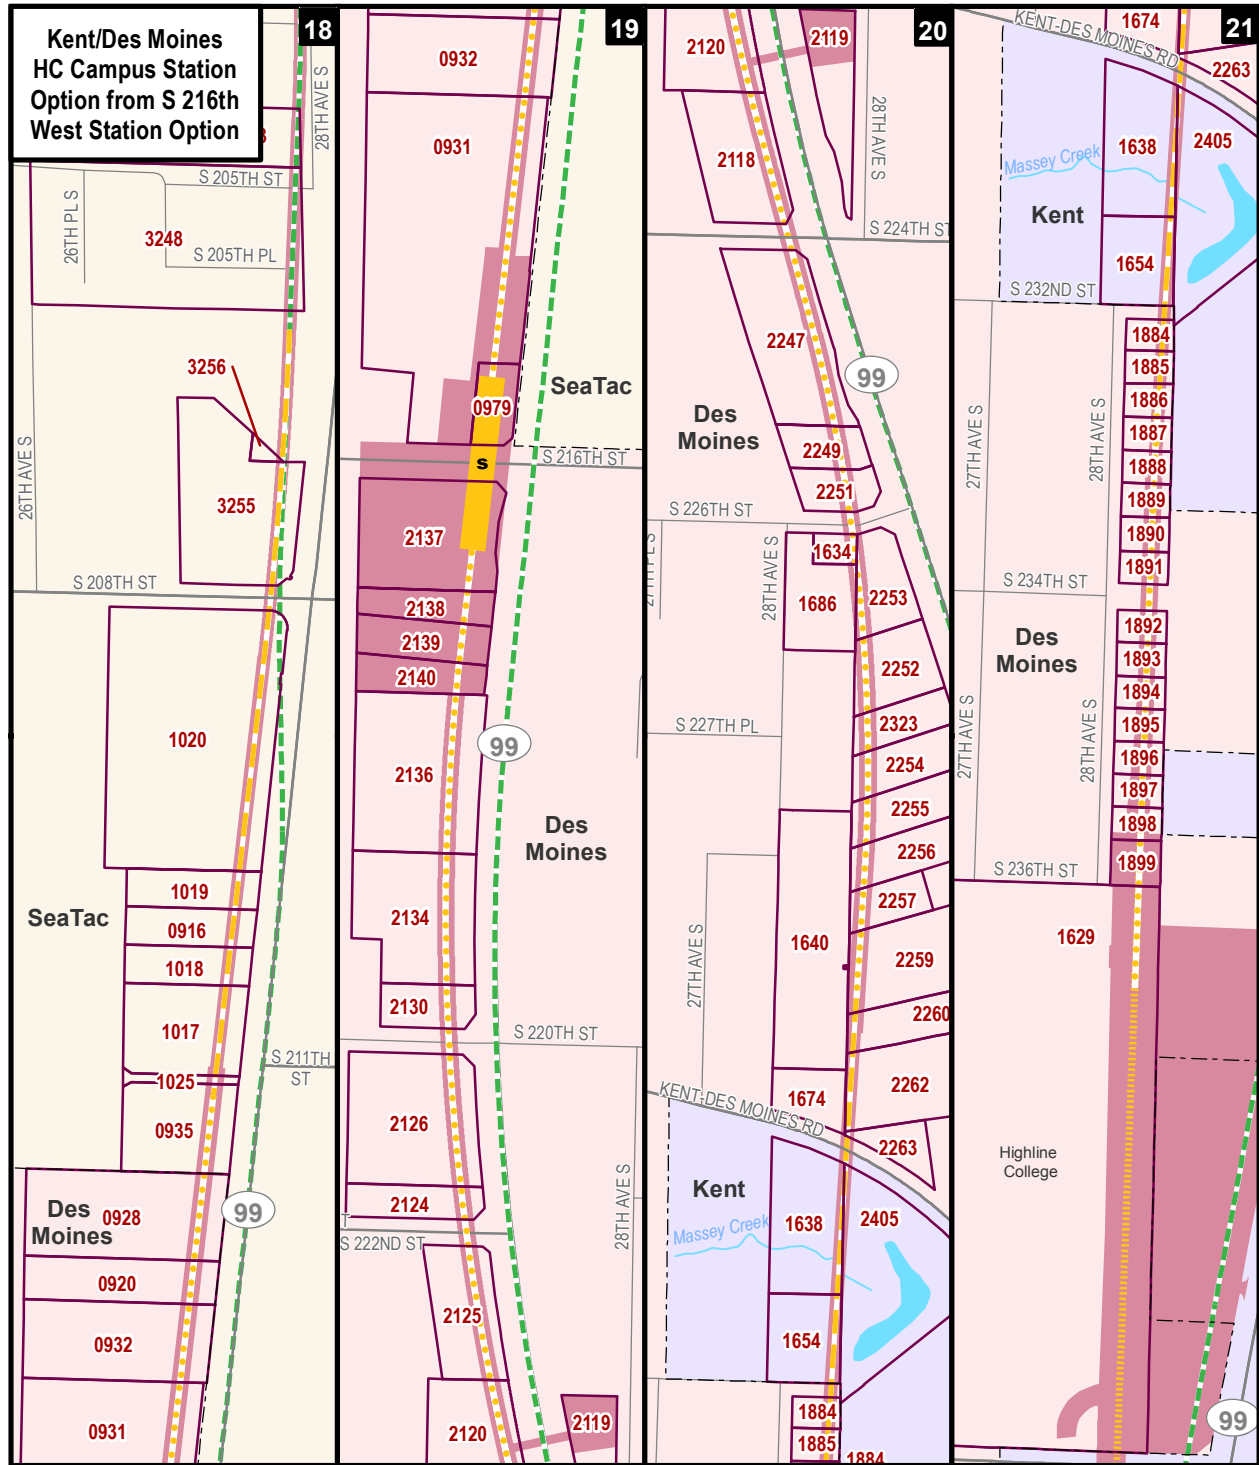 Kent/Des Moines
HC Campus Station
Option from S 216th
West Station Option
18
28TH AVE S
S 205TH ST
26TH PL S
3248
S 205TH PL
3256
26TH AVE S
3255
S 208TH ST
1020
1019
SeaTac
0916
1018
1017
S 211TH
ST
1025
0935
Des
Moines
0928
99
0920
0932
0931
19
0932
0931
SeaTac
0979
S
S 216TH ST
2137
2138
2139
2140
99
2136
Des
Moines
2134
2130
S 220TH ST
2126
28TH AVE S
2124
S 222ND ST
2125
2119
2120
20
2120
2119
28TH AVE S
2118
S 224TH ST
2247
99
Des
Moines
2249
2251
S 226TH ST
1634
27TH PL S
28TH AVE S
1686
2253
2252
S 227TH PL
2323
2254
2255
2256
2257
1640
27TH AVE S
2259
2260
2262
1674
KENT-DES MOINES RD
2263
Kent
1638
2405
Massey Creek
1654
1884
1885
1884
21
1674
KENT-DES MOINES RD
2263
1638
2405
Massey Creek
Kent
1654
S 232ND ST
1884
1885
1886
27TH AVE S
28TH AVE S
1887
1888
1889
1890
1891
S 234TH ST
1892
Des
Moines
1893
1894
27TH AVE S
28TH AVE S
1895
1896
1897
1898
1899
S 236TH ST
1629
Highline
College
99